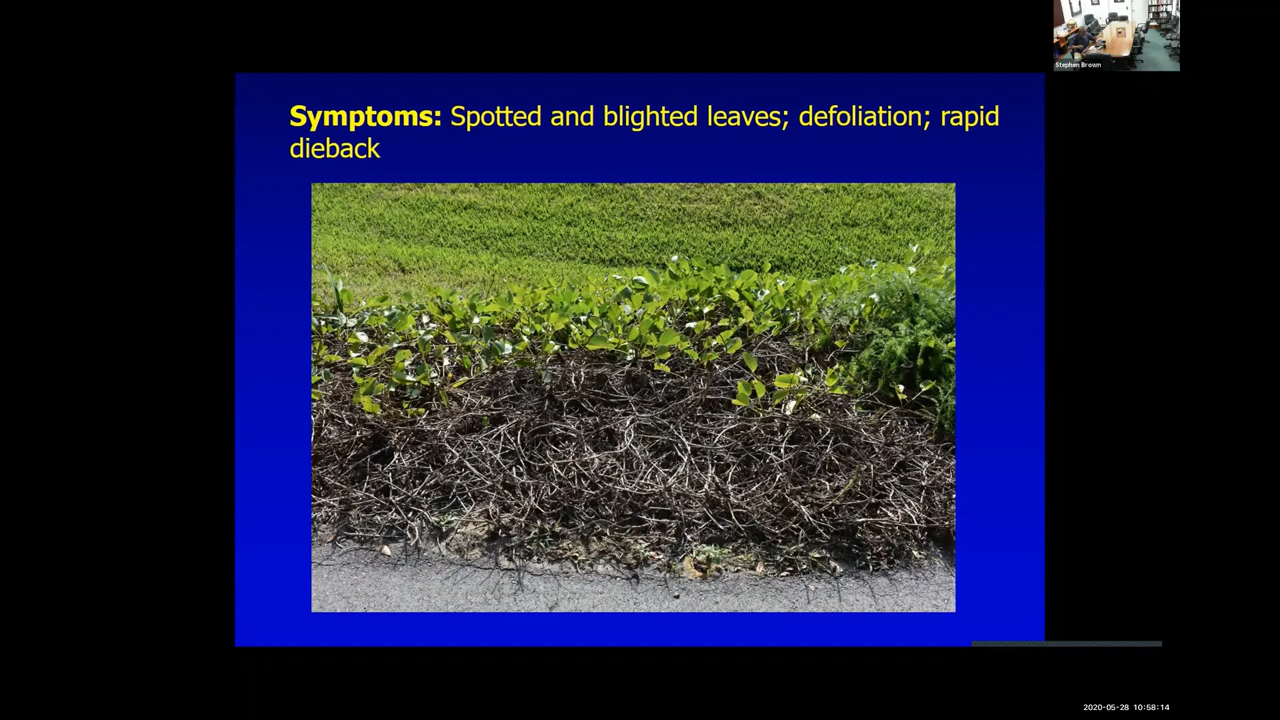 Stephen Brown
Symptoms: Spotted and blighted leaves; defoliation; rapid
dieback
2020-05-28 10:58:14